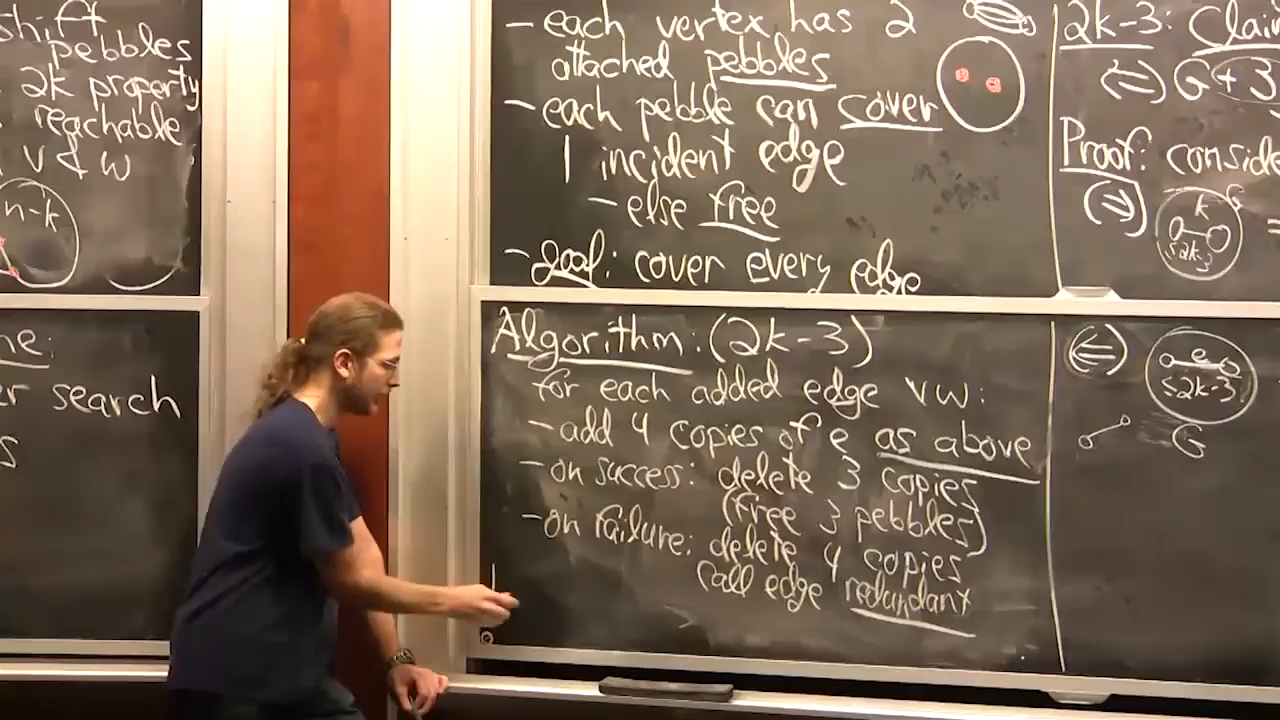 shift
pebbles
2k property
reachable
v & w
n-k
me:
er search
s
- each vertex has 2
attached pebbles
- each pebble can cover
1 incident edge
- else free
- goal: cover every edge
Algorithm: (2k-3)
for each added edge vw:
- add 4 copies of e as above
- on success: delete 3 copies
(free 3 pebbles)
- on failure: delete 4 copies
call edge redundant
2k-3: Clai
(⇔) G + 3
Proof: conside
(⇒)
k G
≤2k-3
=
(⇐)
e
≤2k-3
G